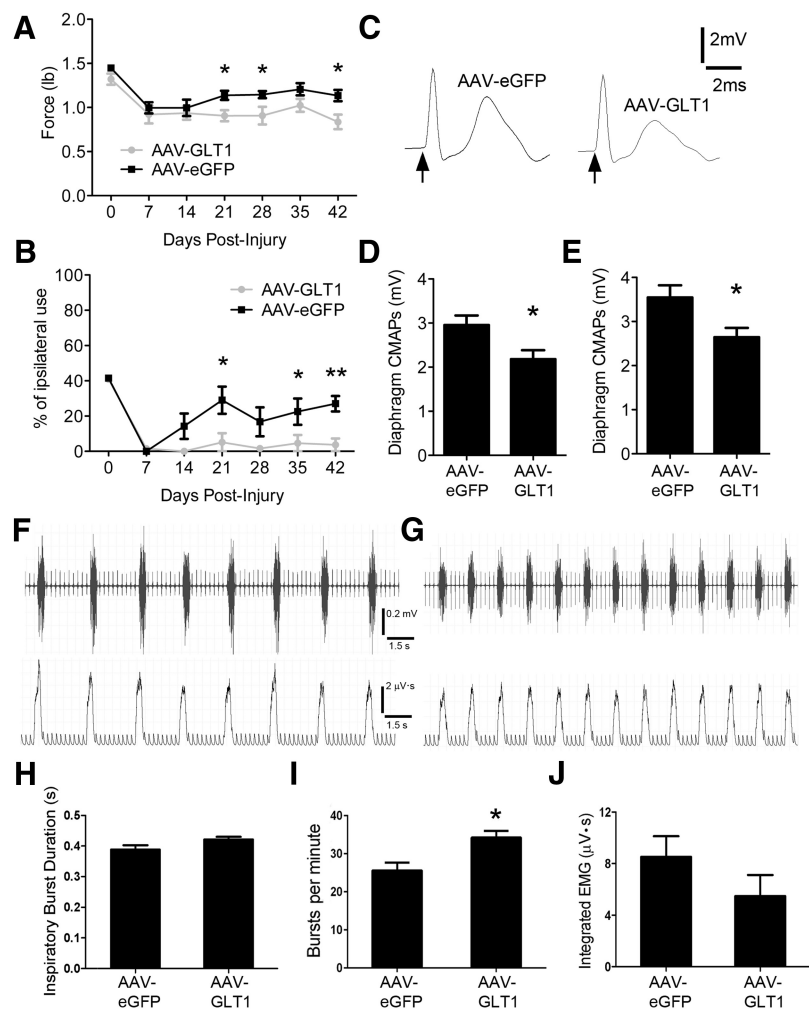 A
2.0
1.5
1.0
0.5
0.0
Force (lb)
* * *
AAV-GLT1
AAV-eGFP
0 7 14 21 28 35 42
Days Post-Injury
B
100
80
60
40
20
0
% of ipsilateral use
AAV-GLT1
AAV-eGFP
* * **
0 7 14 21 28 35 42
Days Post-Injury
C
AAV-eGFP
AAV-GLT1
2mV
2ms
D
4
3
2
1
0
Diaphragm CMAPs (mV)
*
AAV-
eGFP
AAV-
GLT1
E
4
3
2
1
0
Diaphragm CMAPs (mV)
*
AAV-
eGFP
AAV-
GLT1
F
0.2 mV
1.5 s
2 μV·s
1.5 s
G
H
0.5
0.4
0.3
0.2
0.1
0.0
Inspiratory Burst Duration (s)
AAV-
eGFP
AAV-
GLT1
I
40
30
20
10
0
Bursts per minute
*
AAV-
eGFP
AAV-
GLT1
J
12
8
4
0
Integrated EMG (μV•s)
AAV-
eGFP
AAV-
GLT1